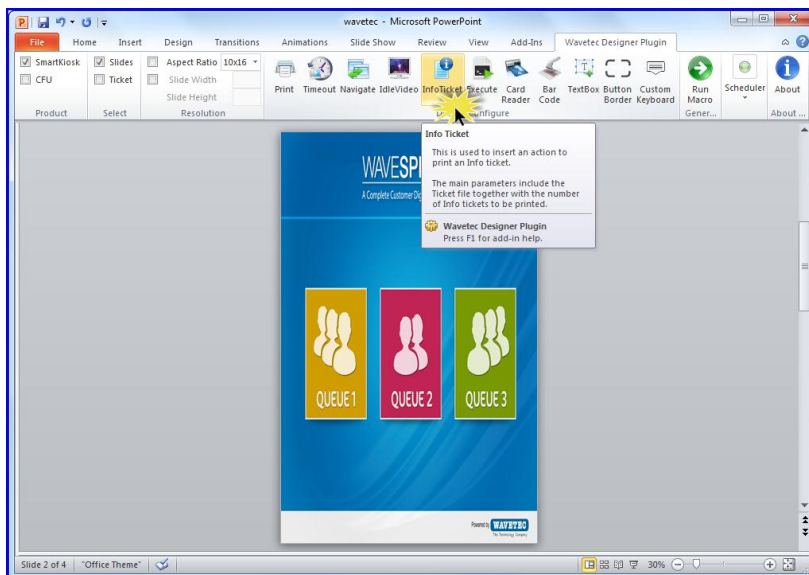 wavetec - Microsoft PowerPoint
File Home Insert Design Transitions Animations Slide Show Review View Add-Ins Wavetec Designer Plugin
SmartKiosk Slides Aspect Ratio 10x16
CFU Ticket Slide Width
Slide Height
Print Timeout Navigate IdleVideo InfoTicket Execute Card Reader Bar Code TextBox Button Border Custom Keyboard Run Macro Scheduler About
Product Select Resolution Gener... About ...
Info Ticket
This is used to insert an action to
print an Info ticket.
The main parameters include the
Ticket file together with the number
of Info tickets to be printed.
Wavetec Designer Plugin
Press F1 for add-in help.
A Complete Customer
QUEUE 1 QUEUE 2 QUEUE 3
Powered by WAVETEC
The Technology Company
Slide 2 of 4 "Office Theme" 30%